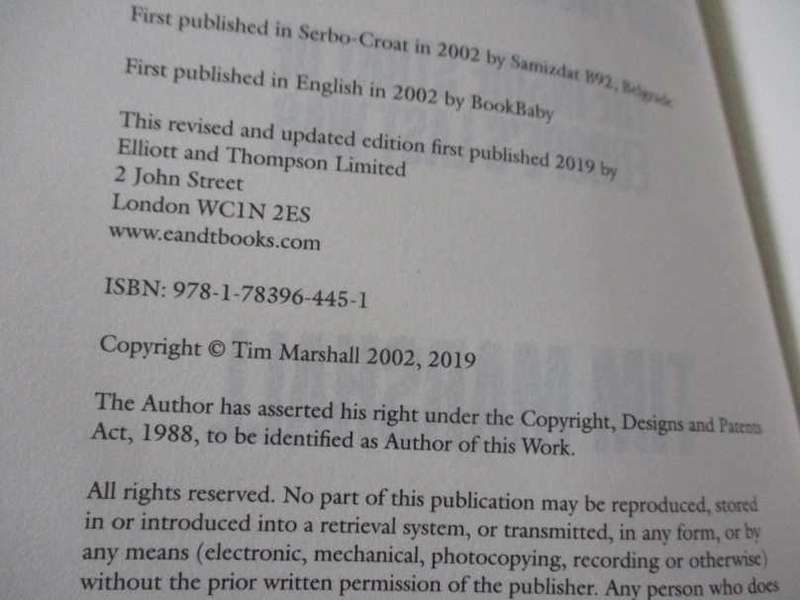 First published in Serbo-Croat in 2002 by Samizdat B92, Belgrade
First published in English in 2002 by BookBaby
This revised and updated edition first published 2019 by
Elliott and Thompson Limited
2 John Street
London WC1N 2ES
www.eandtbooks.com
ISBN: 978-1-78396-445-1
Copyright © Tim Marshall 2002, 2019
The Author has asserted his right under the Copyright, Designs and Patents
Act, 1988, to be identified as Author of this Work.
All rights reserved. No part of this publication may be reproduced, stored
in or introduced into a retrieval system, or transmitted, in any form, or by
any means (electronic, mechanical, photocopying, recording or otherwise)
without the prior written permission of the publisher. Any person who does